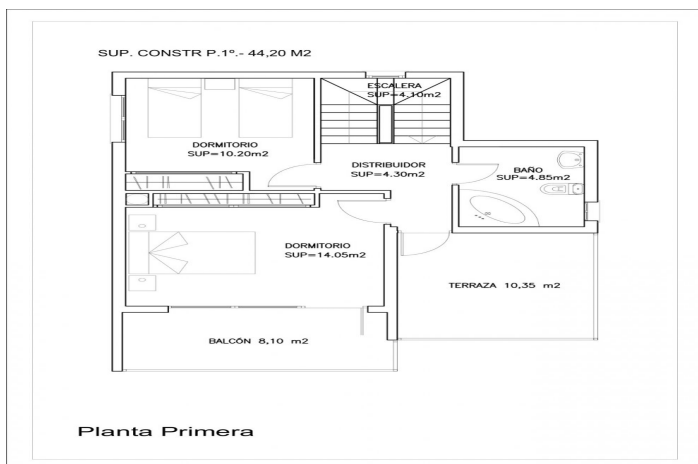 SUP. CONSTR P.1º.- 44,20 M2
ESCALERA
SUP=4.10m2
DORMITORIO
SUP=10.20m2
DISTRIBUIDOR
SUP=4.30m2
BAÑO
SUP=4.85m2
DORMITORIO
SUP=14.05m2
TERRAZA 10,35 m2
BALCÓN 8,10 m2
Planta Primera